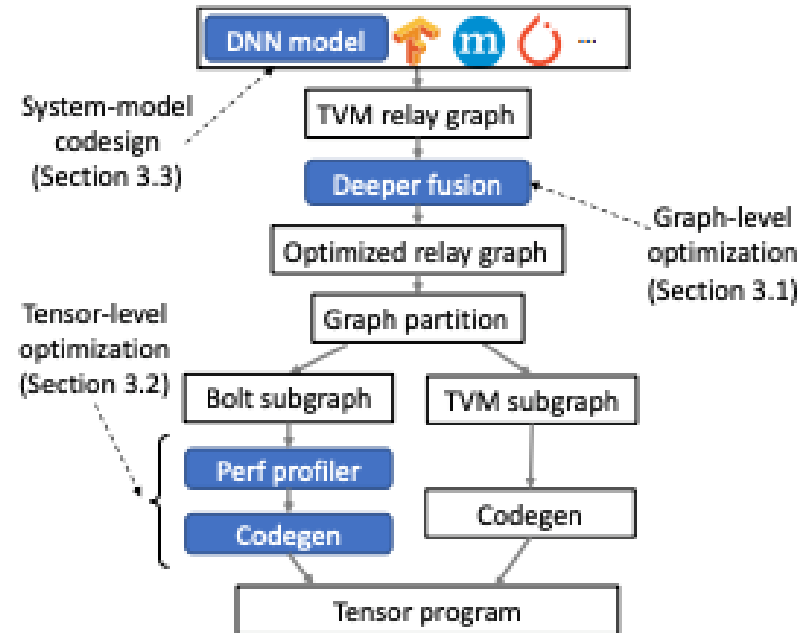 DNN model m ...
System-model
codesign
(Section 3.3)
TVM relay graph
Deeper fusion
Graph-level
optimization
(Section 3.1)
Optimized relay graph
Graph partition
Tensor-level
optimization
(Section 3.2)
Bolt subgraph
TVM subgraph
Perf profiler
Codegen
Codegen
Tensor program